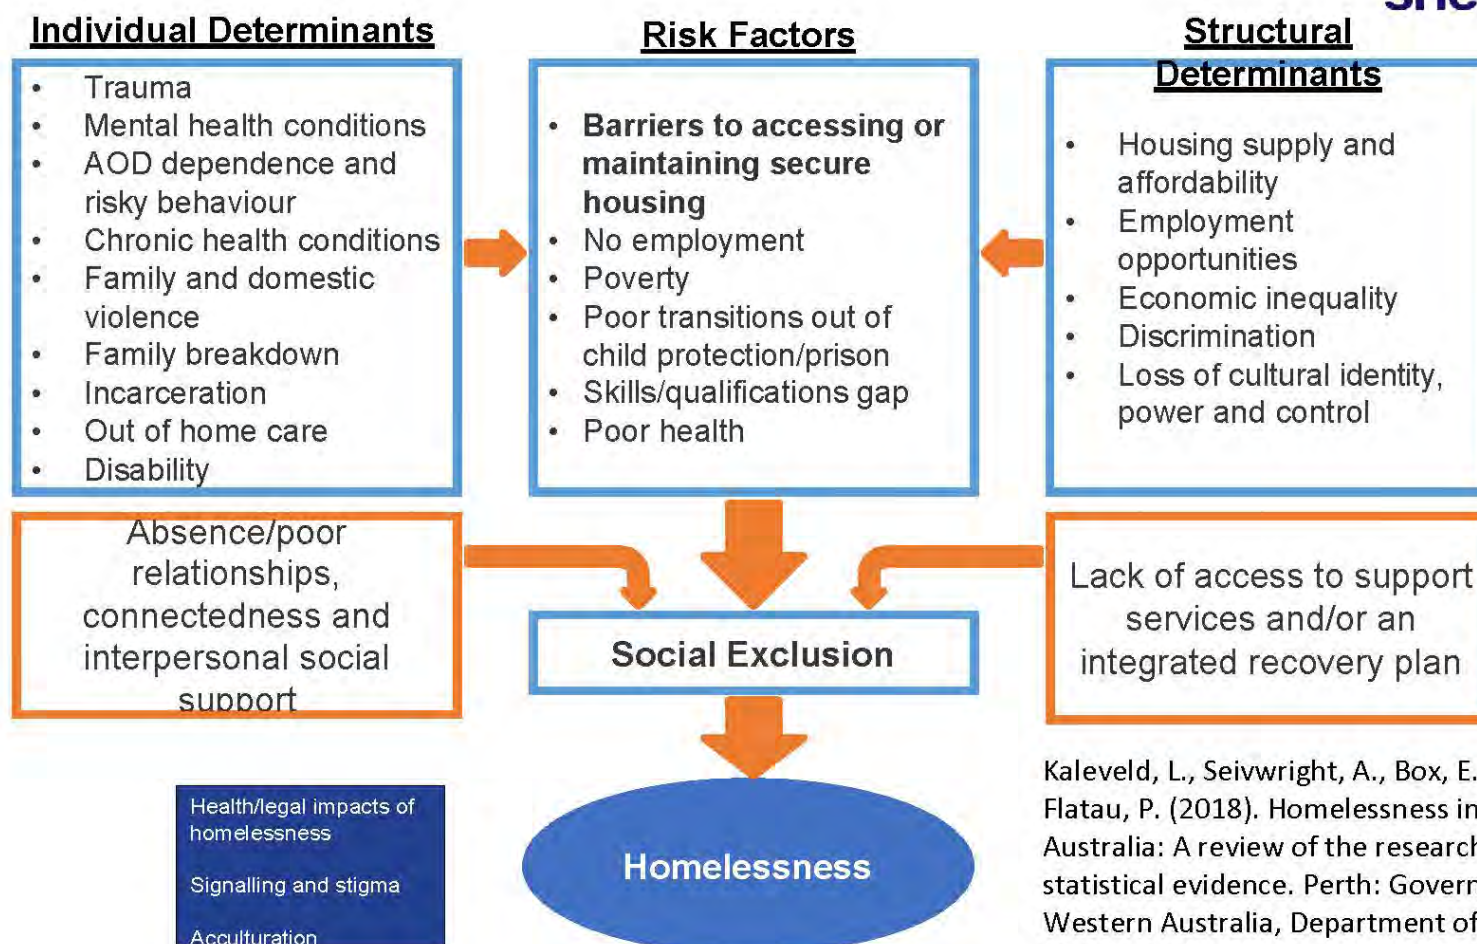 Individual Determinants
• Trauma
• Mental health conditions
• AOD dependence and
risky behaviour
• Chronic health conditions
• Family and domestic
violence
• Family breakdown
• Incarceration
• Out of home care
• Disability
Risk Factors
• Barriers to accessing or
maintaining secure
housing
• No employment
• Poverty
• Poor transitions out of
child protection/prison
• Skills/qualifications gap
• Poor health
Structural
Determinants
• Housing supply and
affordability
• Employment
opportunities
• Economic inequality
• Discrimination
• Loss of cultural identity,
power and control
Absence/poor
relationships,
connectedness and
interpersonal social
support
Social Exclusion
Lack of access to support
services and/or an
integrated recovery plan
Health/legal impacts of
homelessness
Signalling and stigma
Acculturation
Homelessness
Kaleveld, L., Seivwright, A., Box, E.
Flatau, P. (2018). Homelessness in
Australia: A review of the research
statistical evidence. Perth: Govern
Western Australia, Department of